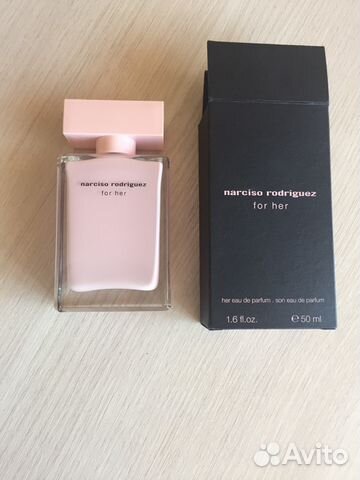 narciso rodriguez
for her
narciso rodriguez
for her
her eau de parfum . son eau de parfum
1.6 fl.oz. ℮ 50 ml
Avito